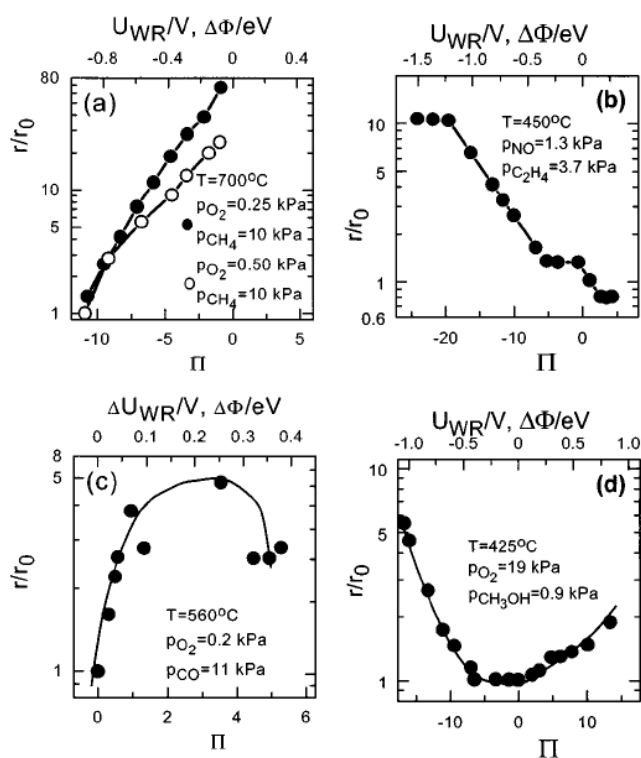 U_WR/V, ΔΦ/eV
-0.8 -0.4 0 0.4
80
10
5
1
r/r₀
(a)
T=700°C
p_O₂=0.25 kPa
p_CH₄=10 kPa
p_O₂=0.50 kPa
p_CH₄=10 kPa
-10 -5 0 5
Π
U_WR/V, ΔΦ/eV
-1.5 -1.0 -0.5 0
10
5
1
0.6
r/r₀
(b)
T=450°C
p_NO=1.3 kPa
p_C₂H₄=3.7 kPa
-20 -10 0
Π
ΔU_WR/V, ΔΦ/eV
0 0.1 0.2 0.3 0.4
8
5
1
r/r₀
(c)
T=560°C
p_O₂=0.2 kPa
p_CO=11 kPa
0 2 4 6
Π
U_WR/V, ΔΦ/eV
-1.0 -0.5 0 0.5 1.0
10
5
1
r/r₀
(d)
T=425°C
p_O₂=19 kPa
p_CH₃OH=0.9 kPa
-10 0 10
Π